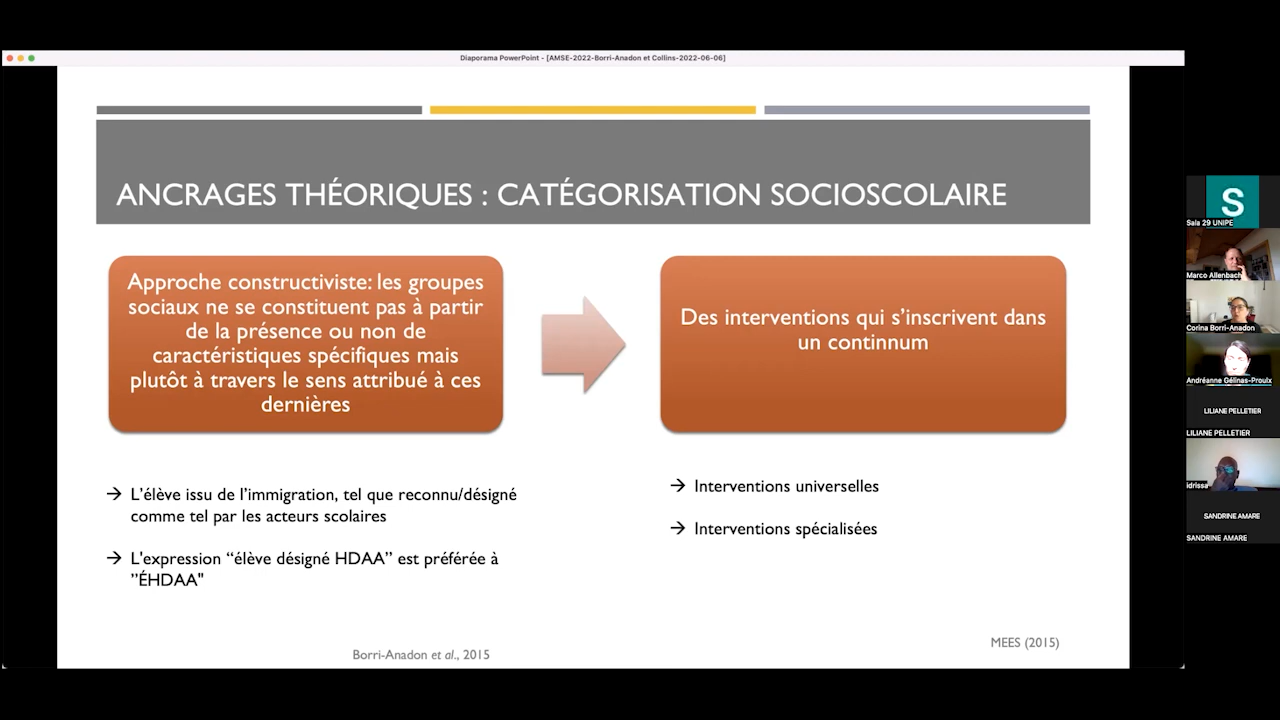 Diaporama PowerPoint - [AMSE-2022-Borri-Anadon et Collins-2022-06-06]
ANCRAGES THÉORIQUES : CATÉGORISATION SOCIOSCOLAIRE
Approche constructiviste: les groupes
sociaux ne se constituent pas à partir
de la présence ou non de
caractéristiques spécifiques mais
plutôt à travers le sens attribué à ces
dernières
Des interventions qui s’inscrivent dans
un continnum
→ L’élève issu de l’immigration, tel que reconnu/désigné
comme tel par les acteurs scolaires
→ L'expression “élève désigné HDAA” est préférée à
”ÉHDAA"
→ Interventions universelles
→ Interventions spécialisées
Borri-Anadon et al., 2015
MEES (2015)
S
Sala 29 UNIPE
Marco Allenbach
Corina Borri-Anadon
Andréanne Gélinas-Proulx
LILIANE PELLETIER
LILIANE PELLETIER
idrissa
SANDRINE AMARE
SANDRINE AMARE